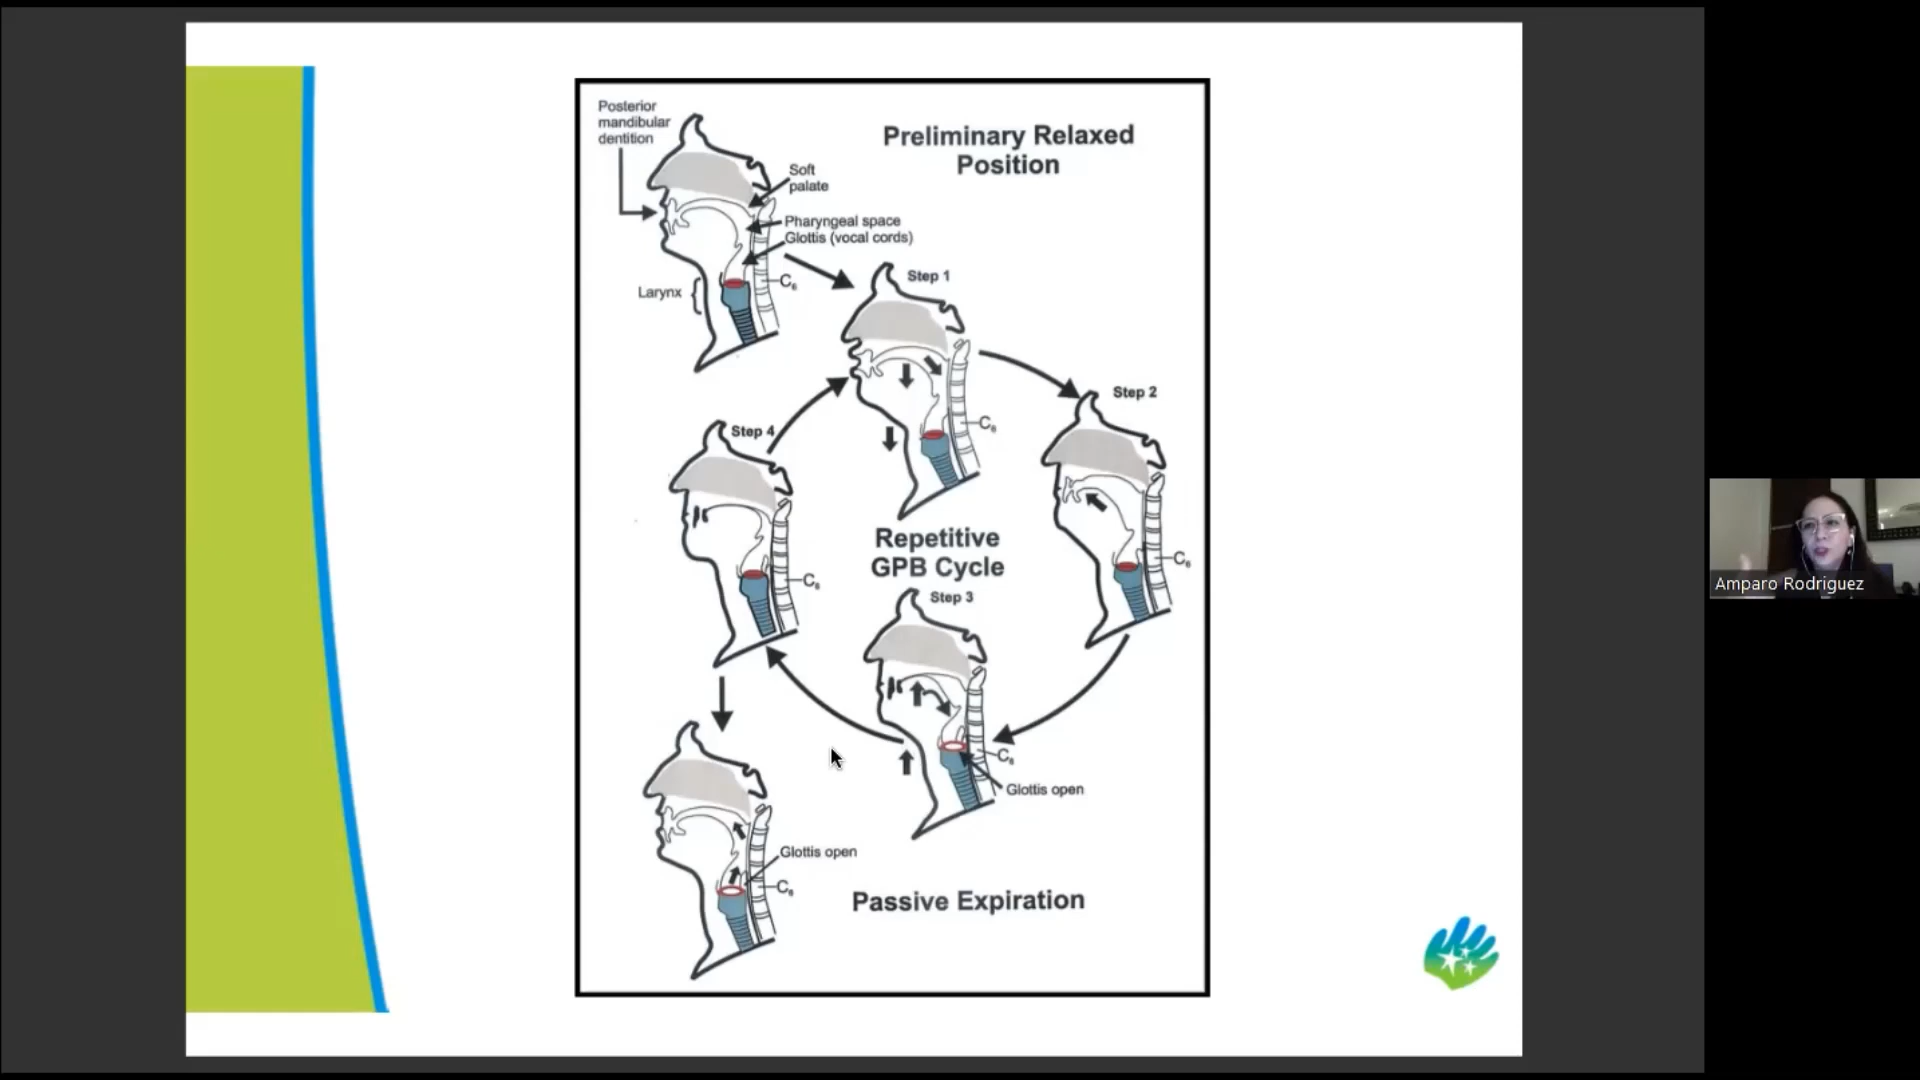 Posterior
mandibular
dentition
Preliminary Relaxed
Position
Soft
palate
Pharyngeal space
Glottis (vocal cords)
C6
Larynx
Step 1
C6
Step 2
C6
Step 4
C6
Repetitive
GPB Cycle
Step 3
C6
Glottis open
Glottis open
C6
Passive Expiration
Amparo Rodriguez